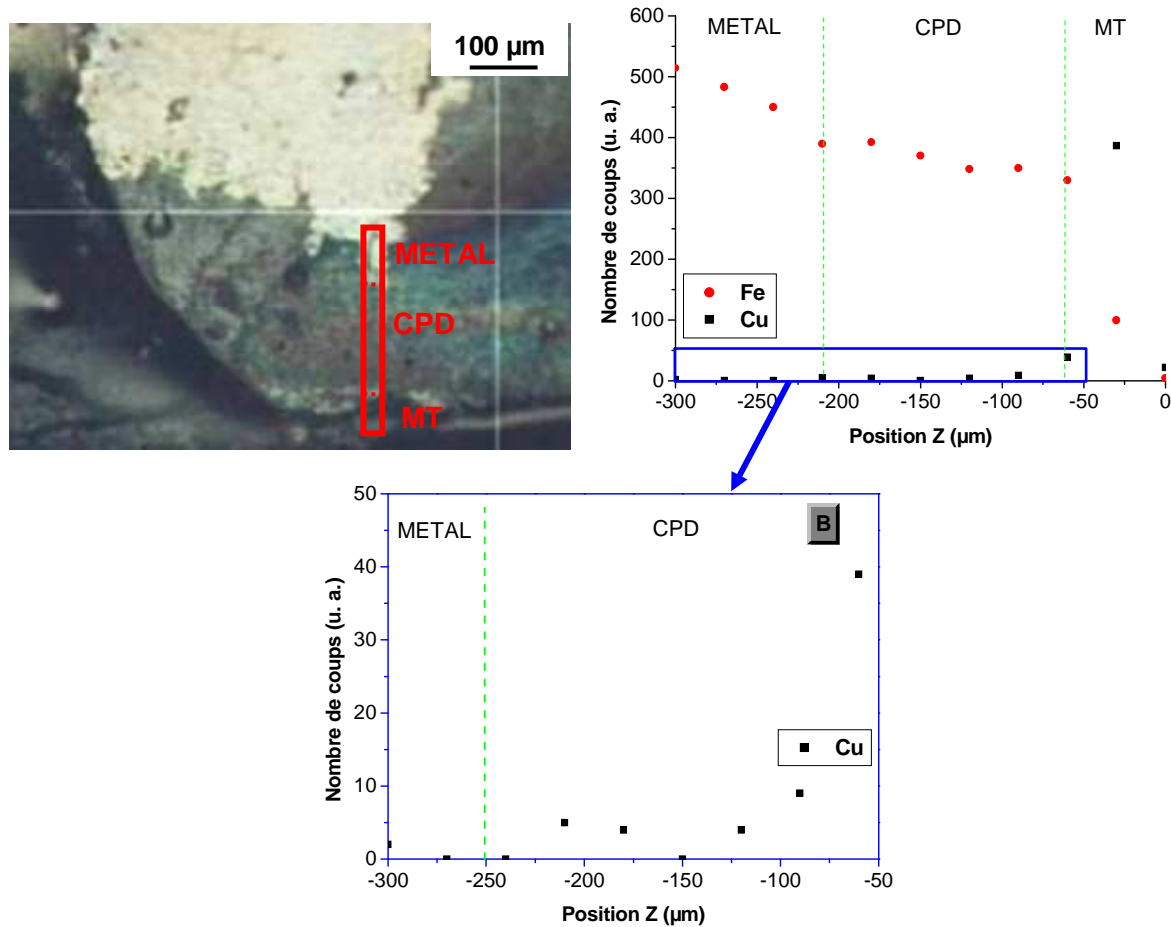 100 µm
METAL
CPD
MT
METAL
CPD
MT
600
500
400
300
200
100
0
Nombre de coups (u. a.)
Fe
Cu
-300
-250
-200
-150
-100
-50
0
Position Z (µm)
METAL
CPD
B
50
40
30
20
10
0
Nombre de coups (u. a.)
Cu
-300
-250
-200
-150
-100
-50
Position Z (µm)